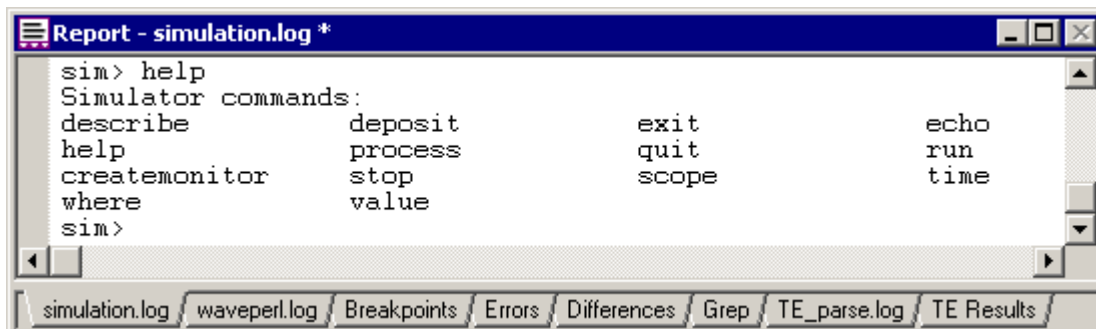 Report - simulation.log *
sim> help
Simulator commands:
describe deposit exit echo
help process quit run
createmonitor stop scope time
where value
sim>
simulation.log waveperl.log Breakpoints Errors Differences Grep TE_parse.log TE Results